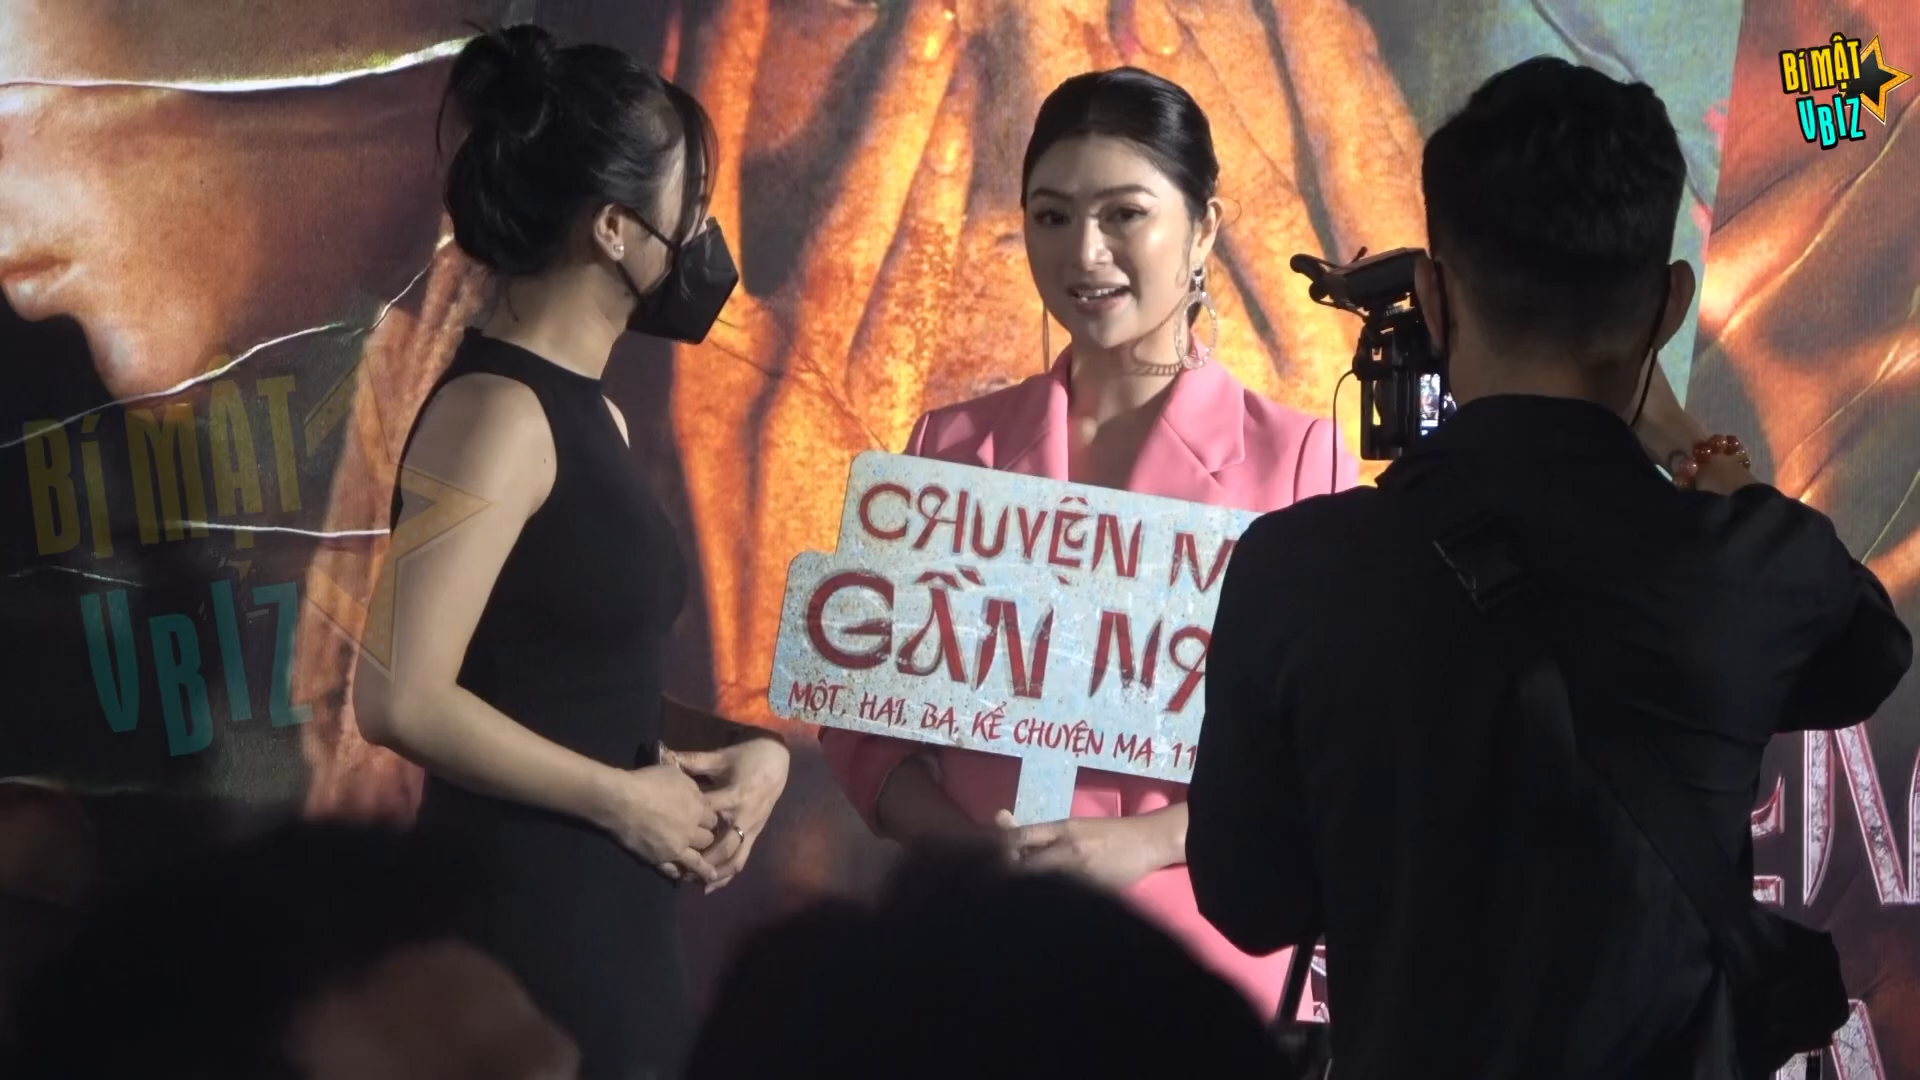 BÍ MẬT
VBIZ
BÍ MẬT
VBIZ
CHUYỆN
GẦN
MỘT, HAI, BA, KỂ CHUYỆN MA 11